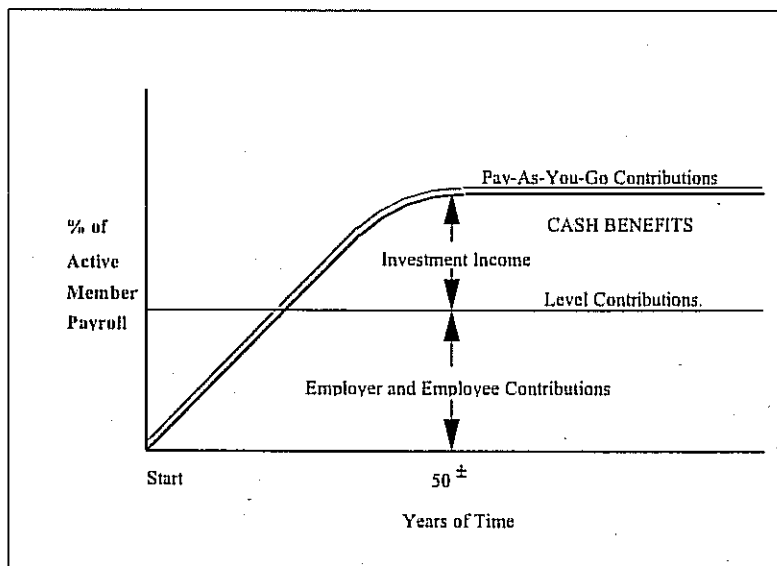 Pay-As-You-Go Contributions
% of
Active
Member
Payroll
CASH BENEFITS
Investment Income
Level Contributions.
Employer and Employee Contributions
Start
50 ±
Years of Time